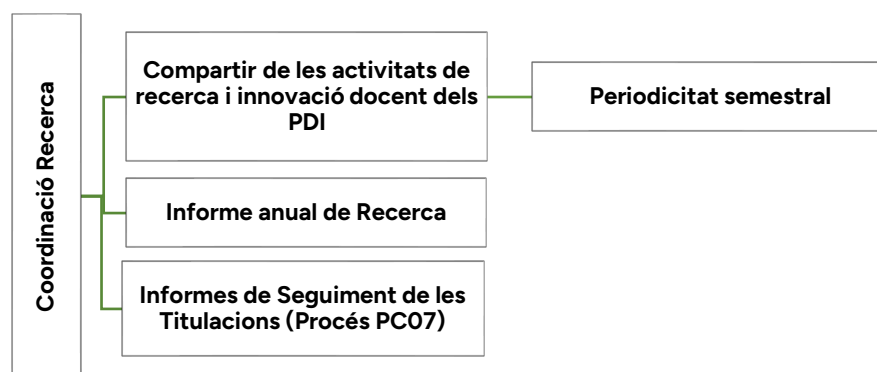 Coordinació Recerca
Compartir de les activitats de
recerca i innovació docent dels
PDI
Periodicitat semestral
Informe anual de Recerca
Informes de Seguiment de les
Titulacions (Procés PC07)